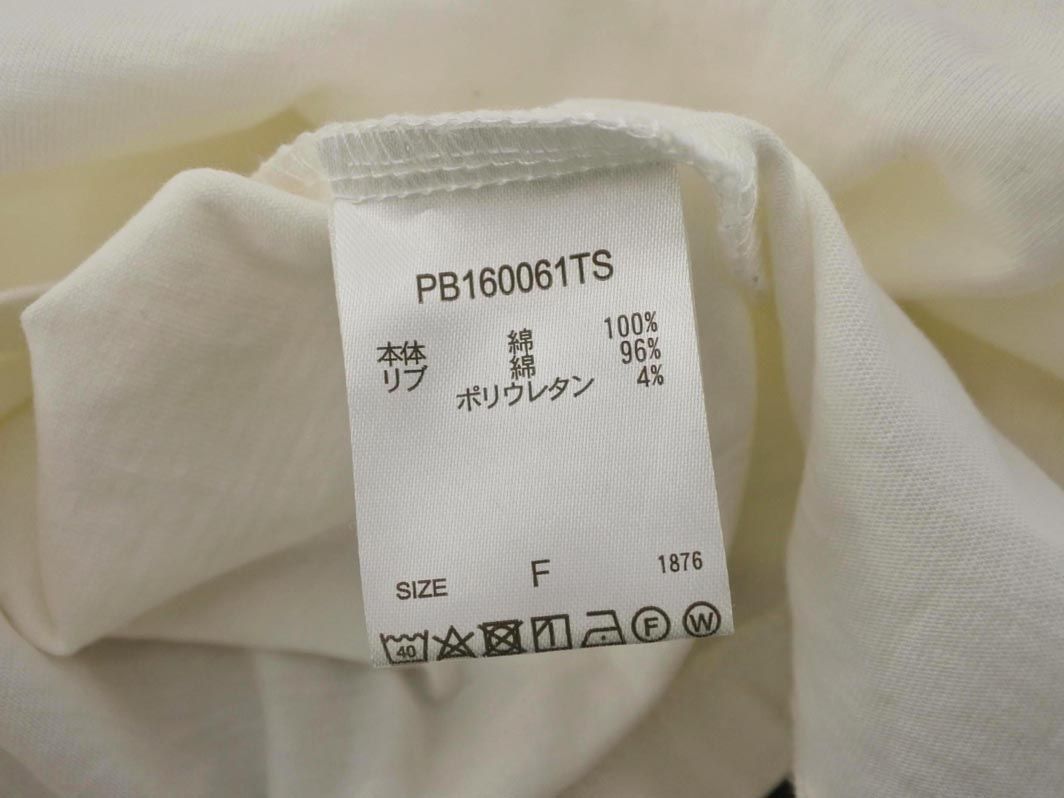 PB160061TS
本体 綿 100%
リブ 綿 96%
ポリウレタン 4%
SIZE F 1876
40 F W